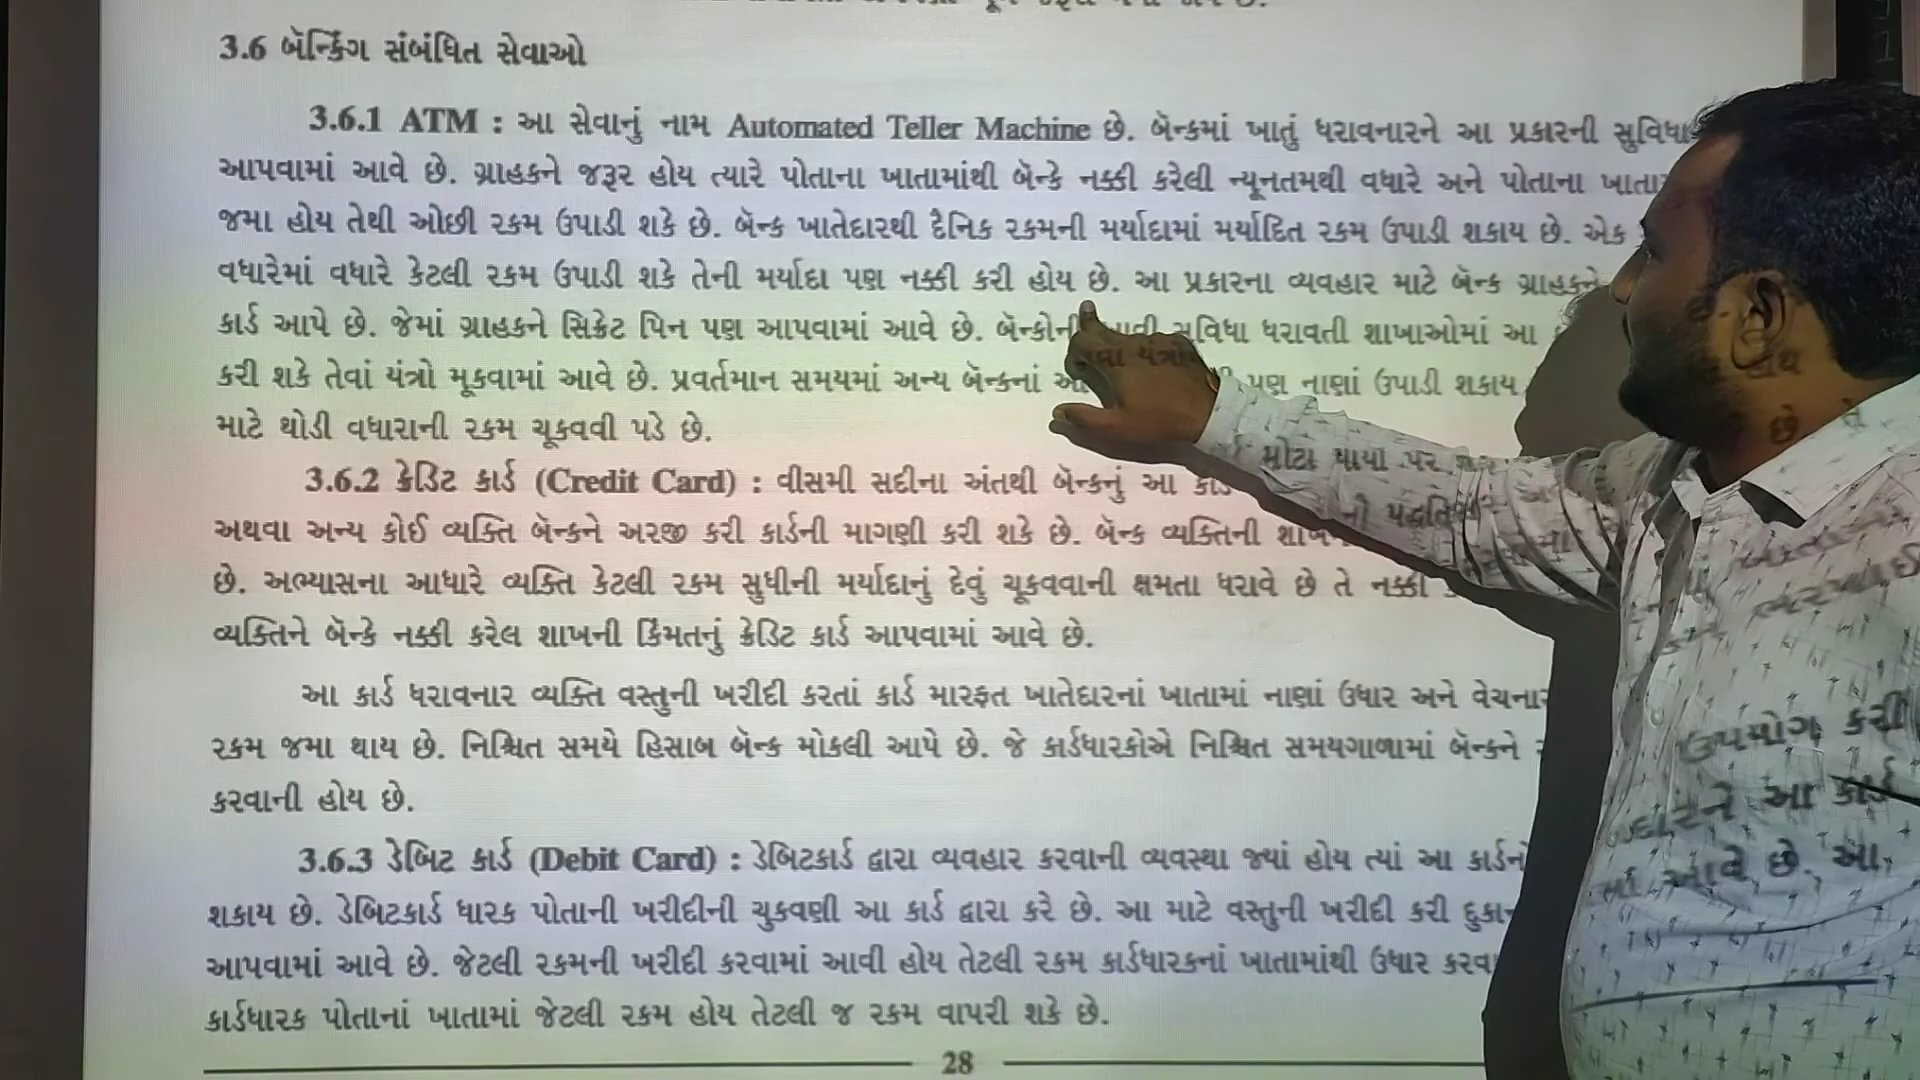 3.6 બૅન્કિંગ સંબંધિત સેવાઓ
3.6.1 ATM : આ સેવાનું નામ Automated Teller Machine છે. બૅન્કમાં ખાતું ધરાવનારને આ પ્રકારની સુવિધા
આપવામાં આવે છે. ગ્રાહકને જરૂર હોય ત્યારે પોતાના ખાતામાંથી બૅન્કે નક્કી કરેલી ન્યૂનતમથી વધારે અને પોતાના
જમા હોય તેથી ઓછી રકમ ઉપાડી શકે છે. બૅન્ક ખાતેદારથી દૈનિક રકમની મર્યાદામાં મર્યાદિત રકમ ઉપાડી શકાય છે. એક
વધારેમાં વધારે કેટલી રકમ ઉપાડી શકે તેની મર્યાદા પણ નક્કી કરી હોય છે. આ પ્રકારના વ્યવહાર માટે બૅન્ક ગ્રાહકને
કાર્ડ આપે છે. જેમાં ગ્રાહકને સિક્રેટ પિન પણ આપવામાં આવે છે. બૅન્કોની આવી સુવિધા ધરાવતી શાખાઓમાં આ
કરી શકે તેવાં યંત્રો મૂકવામાં આવે છે. પ્રવર્તમાન સમયમાં અન્ય બૅન્કનાં પણ નાણાં ઉપાડી શકાય
માટે થોડી વધારાની રકમ ચૂકવવી પડે છે.
3.6.2 ક્રેડિટ કાર્ડ (Credit Card) : વીસમી સદીના અંતથી બૅન્કનું આ મોટા પાયા પર
અથવા અન્ય કોઈ વ્યક્તિ બૅન્કને અરજી કરી કાર્ડની માગણી કરી શકે છે. બૅન્ક વ્યક્તિની
છે. અભ્યાસના આધારે વ્યક્તિ કેટલી રકમ સુધીની મર્યાદાનું દેવું ચૂકવવાની ક્ષમતા ધરાવે છે તે નક્કી
વ્યક્તિને બૅન્કે નક્કી કરેલ શાખની કિંમતનું ક્રેડિટ કાર્ડ આપવામાં આવે છે.
આ કાર્ડ ધરાવનાર વ્યક્તિ વસ્તુની ખરીદી કરતાં કાર્ડ મારફત ખાતેદારનાં ખાતામાં નાણાં ઉધાર અને
રકમ જમા થાય છે. નિશ્ચિત સમયે હિસાબ બૅન્ક મોકલી આપે છે. જે કાર્ડધારકોએ નિશ્ચિત સમયગાળામાં બૅન્કને
કરવાની હોય છે.
3.6.3 ડેબિટ કાર્ડ (Debit Card) : ડેબિટકાર્ડ દ્વારા વ્યવહાર કરવાની વ્યવસ્થા જ્યાં હોય ત્યાં આ કાર્ડનો ઉપયોગ કરી
શકાય છે. ડેબિટકાર્ડ ધારક પોતાની ખરીદીની ચુકવણી આ કાર્ડ દ્વારા કરે છે. આ માટે વસ્તુની ખરીદી કરી આ કાર્ડ
આપવામાં આવે છે. જેટલી રકમની ખરીદી કરવામાં આવી હોય તેટલી રકમ કાર્ડધારકનાં ખાતામાંથી ઉધાર આવે છે. આ
કાર્ડધારક પોતાનાં ખાતામાં જેટલી રકમ હોય તેટલી જ રકમ વાપરી શકે છે.
28